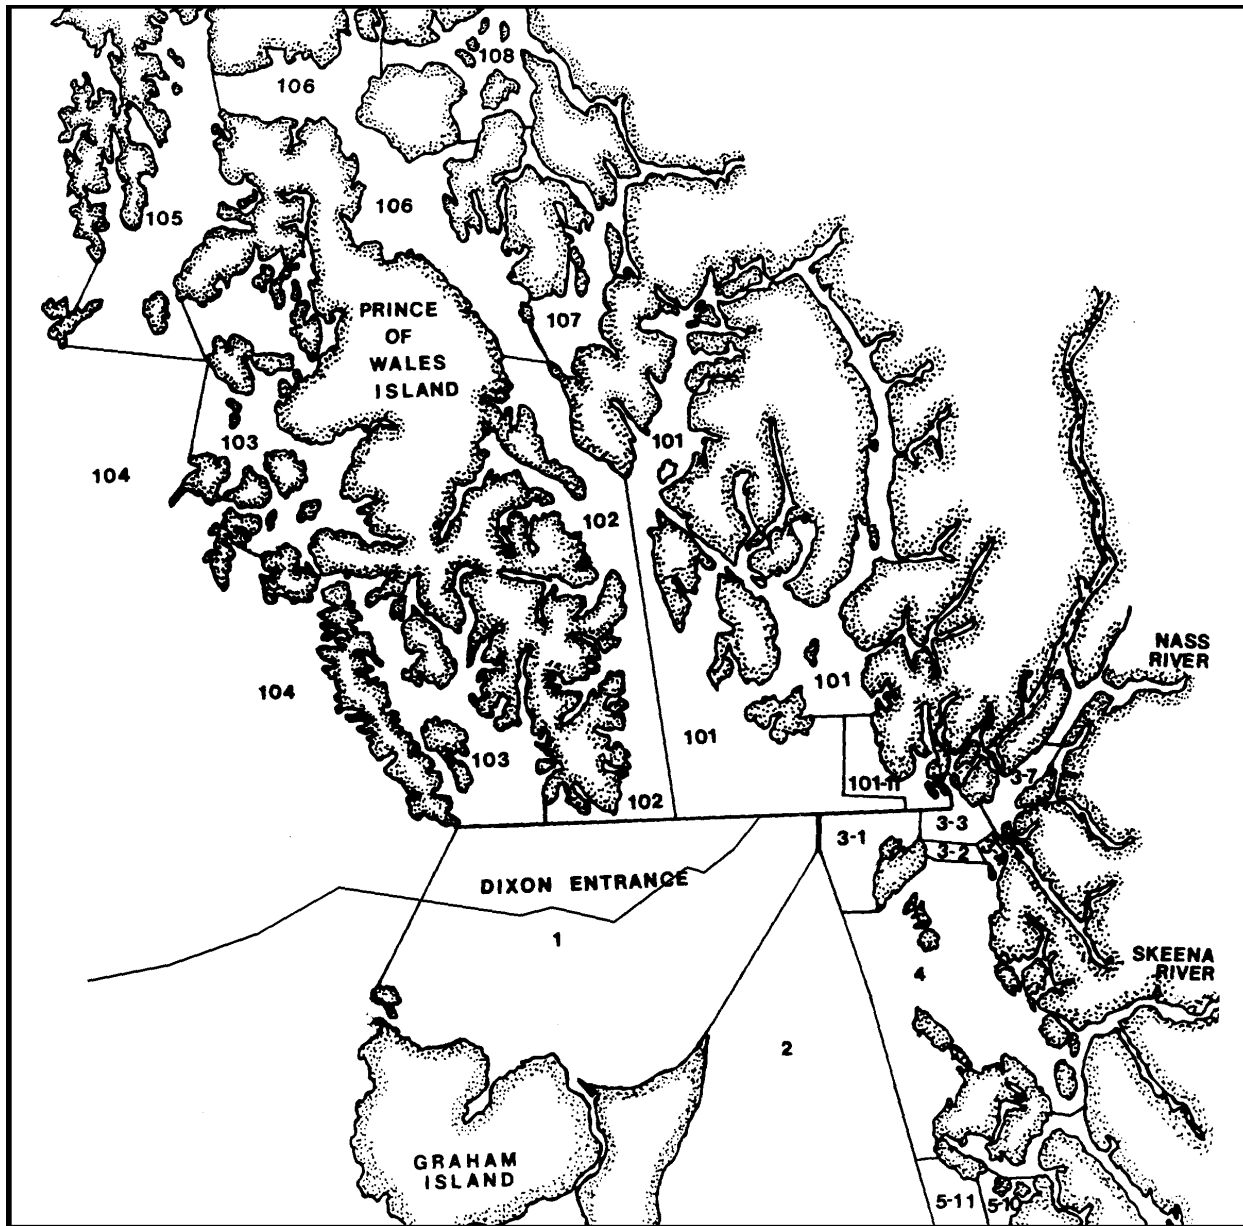 108
106
105
106
PRINCE
OF
WALES
ISLAND
107
103
101
104
102
NASS
RIVER
104
101
101
103
101-11
3-7
102
3-1
3-3
3-2
DIXON ENTRANCE
1
SKEENA
RIVER
4
2
GRAHAM
ISLAND
5-11
5-10